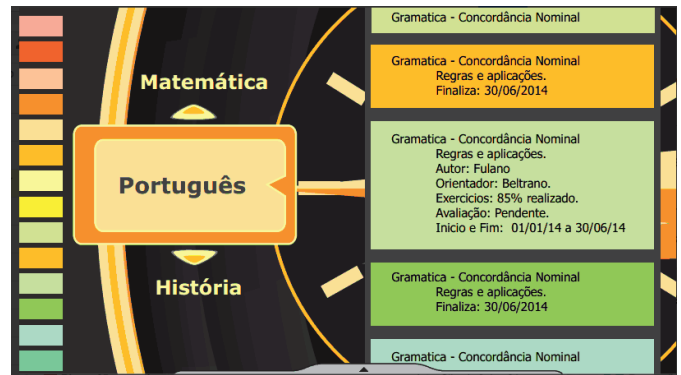 Matemática
Português
História
Gramatica - Concordância Nominal
Gramatica - Concordância Nominal
Regras e aplicações.
Finaliza: 30/06/2014
Gramatica - Concordância Nominal
Regras e aplicações.
Autor: Fulano
Orientador: Beltrano.
Exercicios: 85% realizado.
Avaliação: Pendente.
Inicio e Fim:  01/01/14 a 30/06/14
Gramatica - Concordância Nominal
Regras e aplicações.
Finaliza: 30/06/2014
Gramatica - Concordância Nominal